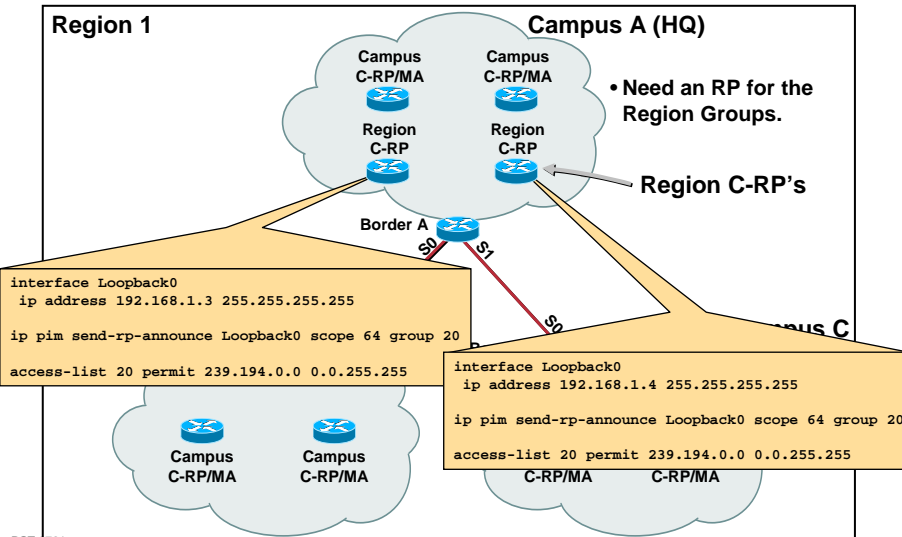 Region 1
Campus A (HQ)
Campus
C-RP/MA
Campus
C-RP/MA
• Need an RP for the
Region Groups.
Region
C-RP
Region
C-RP
Region C-RP's
Border A
S0
S1
S0
interface Loopback0
ip address 192.168.1.3 255.255.255.255
ip pim send-rp-announce Loopback0 scope 64 group 20
access-list 20 permit 239.194.0.0 0.0.255.255
C
interface Loopback0
ip address 192.168.1.4 255.255.255.255
ip pim send-rp-announce Loopback0 scope 64 group 20
access-list 20 permit 239.194.0.0 0.0.255.255
Campus
C-RP/MA
Campus
C-RP/MA
C-RP/MA
C-RP/MA